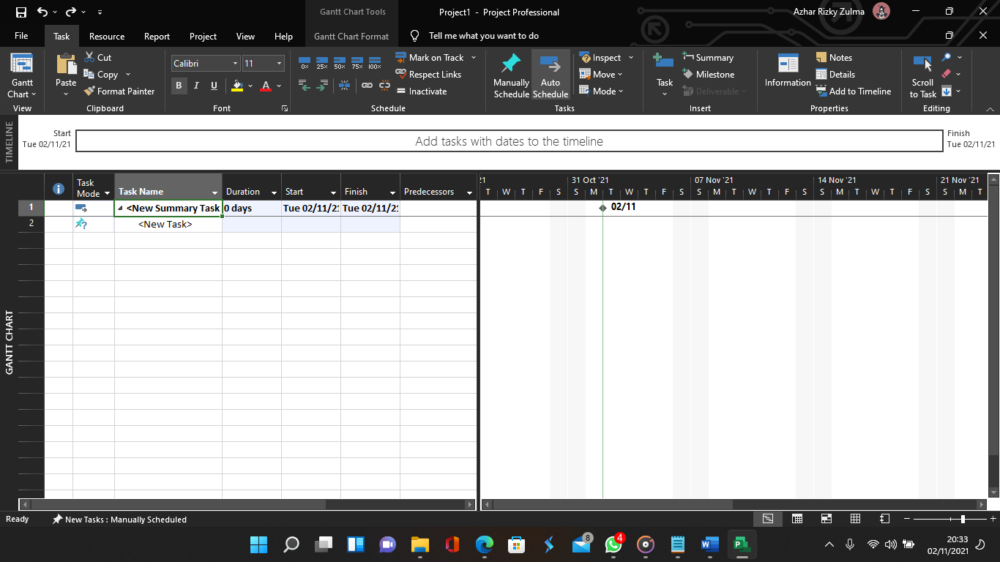 Gantt Chart Tools
Project1 - Project Professional
Azhar Rizky Zulma
File Task Resource Report Project View Help Gantt Chart Format Tell me what you want to do
Gantt Chart
View
Paste
Cut
Copy
Format Painter
Clipboard
Calibri 11
B I U A
Font
0% 25% 50% 75% 100%
Mark on Track
Respect Links
Inactivate
Schedule
Manually Schedule
Auto Schedule
Inspect
Move
Mode
Tasks
Task
Summary
Milestone
Deliverable
Insert
Information
Notes
Details
Add to Timeline
Properties
Scroll to Task
Editing
TIMELINE
Start
Tue 02/11/21
Add tasks with dates to the timeline
Finish
Tue 02/11/21
GANTT CHART
Task Mode Task Name Duration Start Finish Predecessors
1 <New Summary Task 0 days Tue 02/11/21 Tue 02/11/21
2 <New Task>
'21 31 Oct '21 07 Nov '21 14 Nov '21 21 Nov '21
T W T F S S M T W T F S S M T W T F S S M T W T F S S M T
02/11
Ready New Tasks : Manually Scheduled
8
4
20:33
02/11/2021